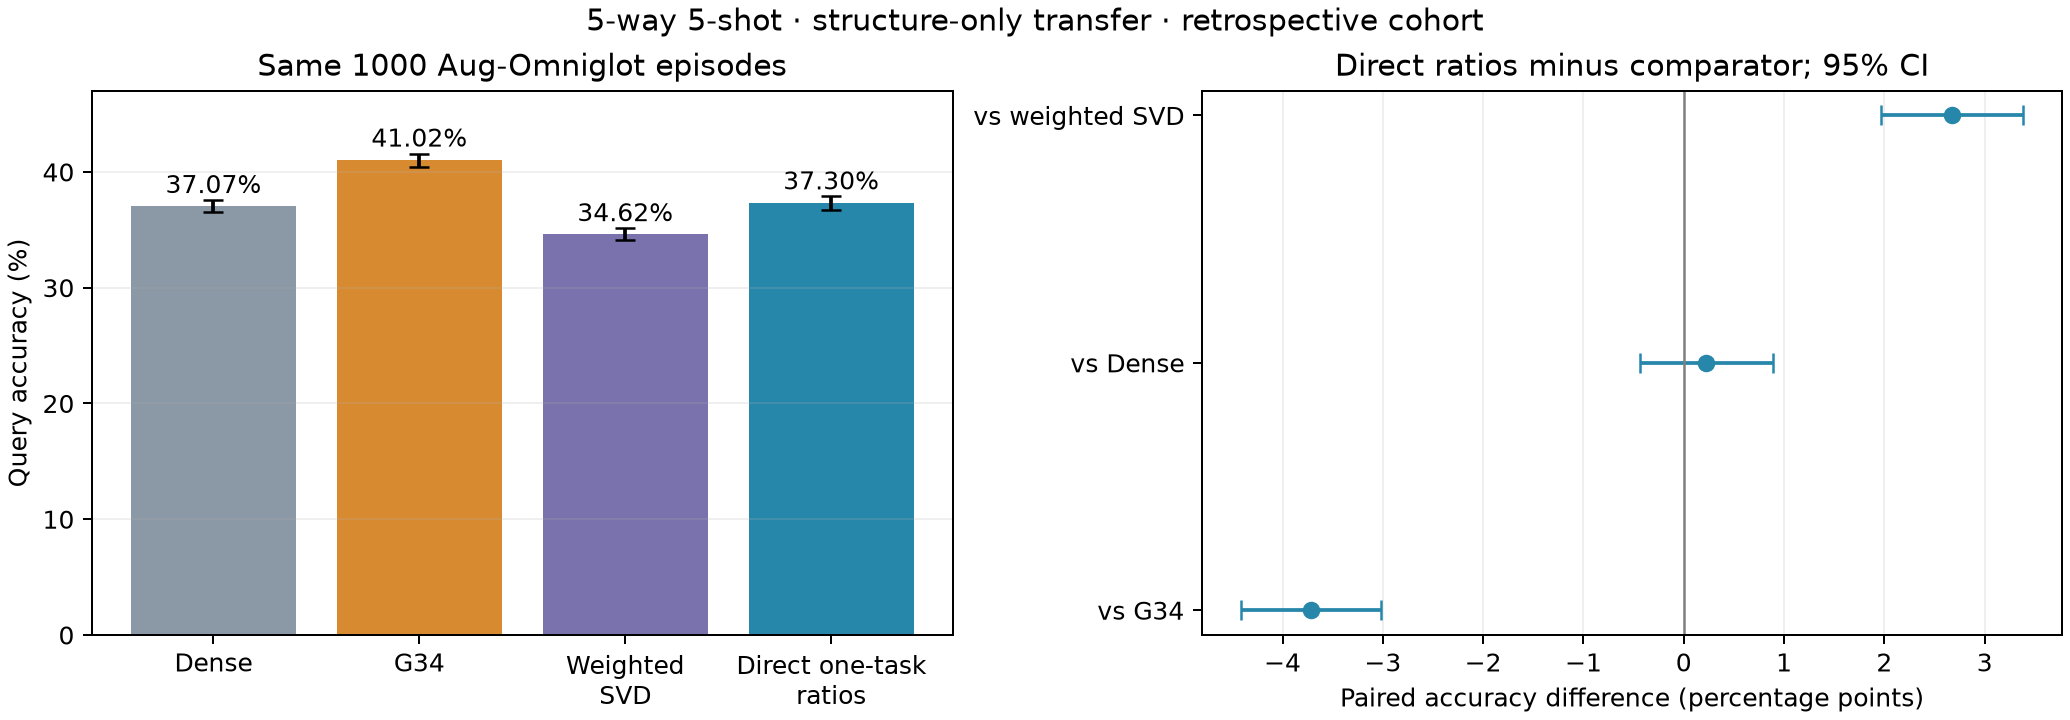 5-way 5-shot · structure-only transfer · retrospective cohort
Same 1000 Aug-Omniglot episodes
Query accuracy (%)
40
30
20
10
0
37.07%
41.02%
34.62%
37.30%
Dense
G34
Weighted
SVD
Direct one-task
ratios
Direct ratios minus comparator; 95% CI
vs weighted SVD
vs Dense
vs G34
−4
−3
−2
−1
0
1
2
3
Paired accuracy difference (percentage points)